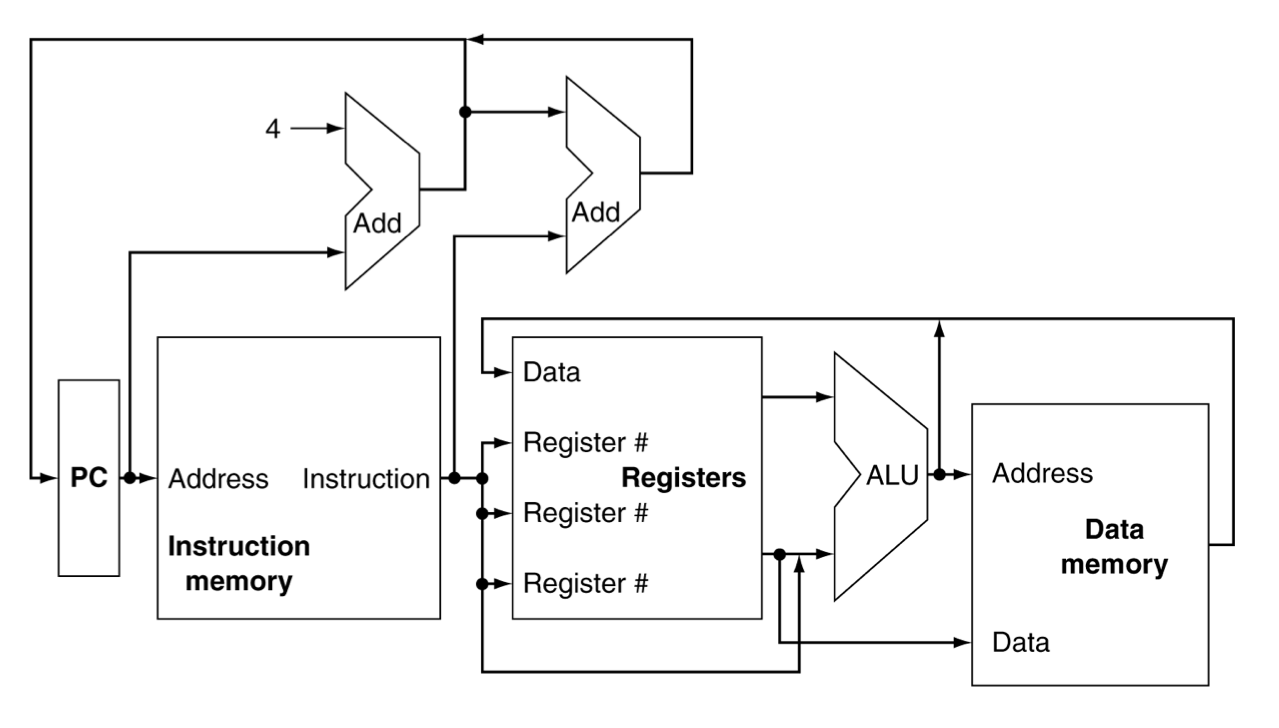 4
Add
Add
Data
Register #
PC
Address
Instruction
Registers
Register #
Instruction
memory
Register #
ALU
Address
Data
memory
Data